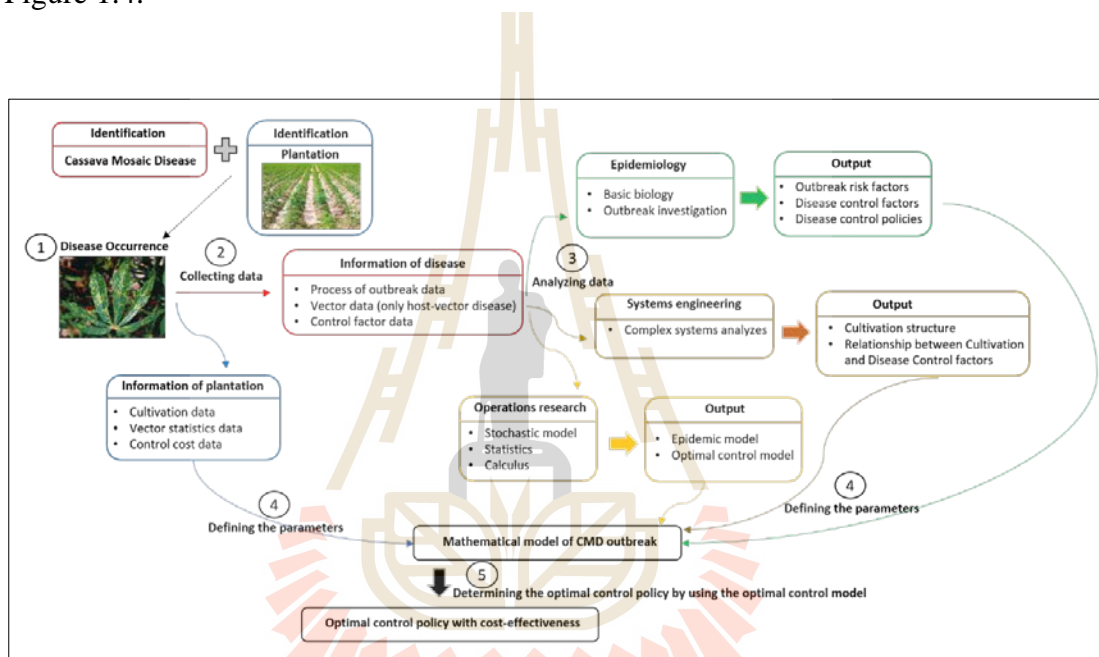 Figure 1.4.
Identification
Cassava Mosaic Disease
Identification
Plantation
1 Disease Occurrence
2
Collecting data
Information of disease
• Process of outbreak data
• Vector data (only host-vector disease)
• Control factor data
Information of plantation
• Cultivation data
• Vector statistics data
• Control cost data
3
Analyzing data
Epidemiology
• Basic biology
• Outbreak investigation
Output
• Outbreak risk factors
• Disease control factors
• Disease control policies
Systems engineering
• Complex systems analyzes
Output
• Cultivation structure
• Relationship between Cultivation
and Disease Control factors
Operations research
• Stochastic model
• Statistics
• Calculus
Output
• Epidemic model
• Optimal control model
4
Defining the parameters
4
Defining the parameters
Mathematical model of CMD outbreak
5
Determining the optimal control policy by using the optimal control model
Optimal control policy with cost-effectiveness